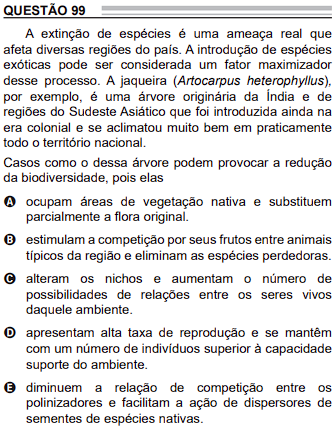 QUESTÃO 99
A extinção de espécies é uma ameaça real que
afeta diversas regiões do país. A introdução de espécies
exóticas pode ser considerada um fator maximizador
desse processo. A jaqueira (Artocarpus heterophyllus),
por exemplo, é uma árvore originária da Índia e de
regiões do Sudeste Asiático que foi introduzida ainda na
era colonial e se aclimatou muito bem em praticamente
todo o território nacional.
Casos como o dessa árvore podem provocar a redução
da biodiversidade, pois elas
A ocupam áreas de vegetação nativa e substituem
parcialmente a flora original.
B estimulam a competição por seus frutos entre animais
típicos da região e eliminam as espécies perdedoras.
C alteram os nichos e aumentam o número de
possibilidades de relações entre os seres vivos
daquele ambiente.
D apresentam alta taxa de reprodução e se mantêm
com um número de indivíduos superior à capacidade
suporte do ambiente.
E diminuem a relação de competição entre os
polinizadores e facilitam a ação de dispersores de
sementes de espécies nativas.